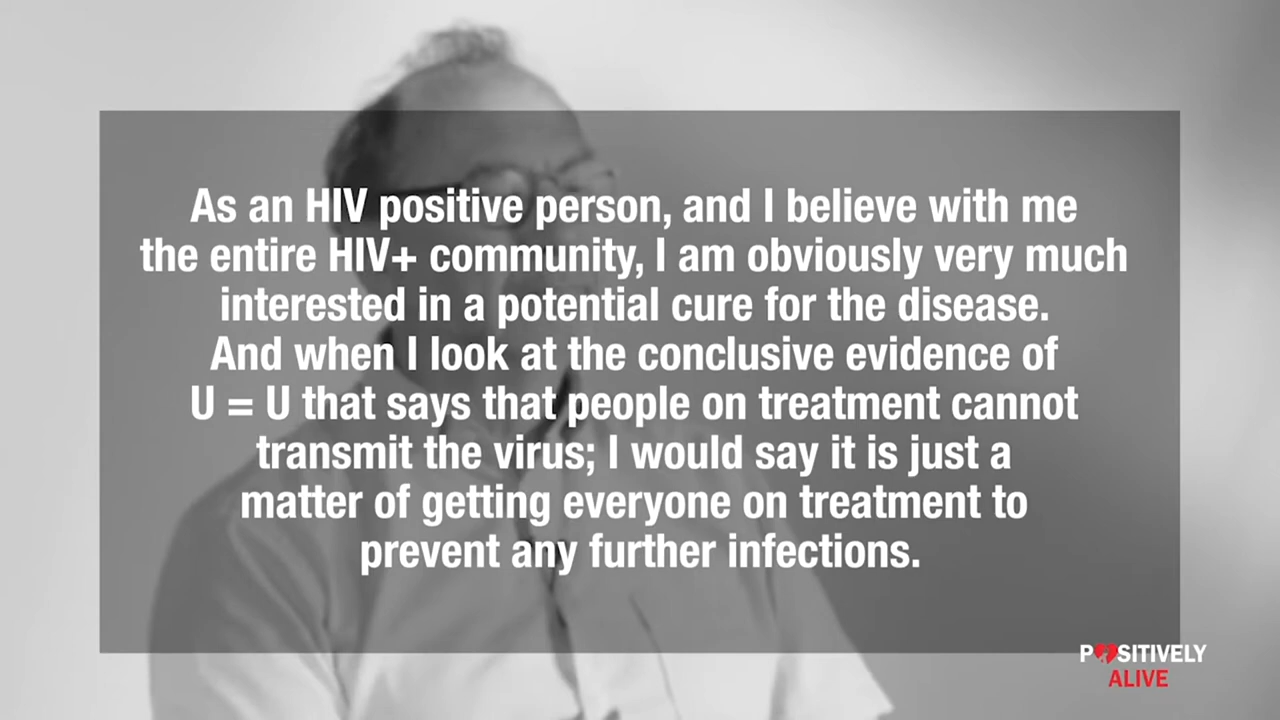 As an HIV positive person, and I believe with me
the entire HIV+ community, I am obviously very much
interested in a potential cure for the disease.
And when I look at the conclusive evidence of
U = U that says that people on treatment cannot
transmit the virus; I would say it is just a
matter of getting everyone on treatment to
prevent any further infections.
POSITIVELY
ALIVE